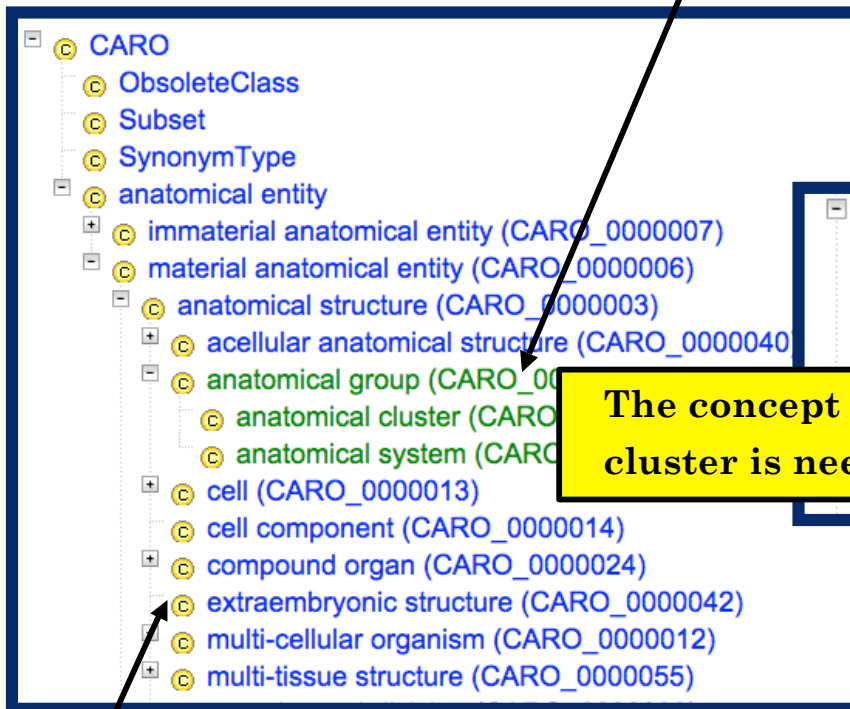 CARO
ObsoleteClass
Subset
SynonymType
anatomical entity
immaterial anatomical entity (CARO_0000007)
material anatomical entity (CARO_0000006)
anatomical structure (CARO_0000003)
acellular anatomical structure (CARO_0000040)
anatomical group (CARO_00
anatomical cluster (CARO
anatomical system (CARO
cell (CARO_0000013)
cell component (CARO_0000014)
compound organ (CARO_0000024)
extraembryonic structure (CARO_0000042)
multi-cellular organism (CARO_0000012)
multi-tissue structure (CARO_0000055)
The concept
cluster is nee